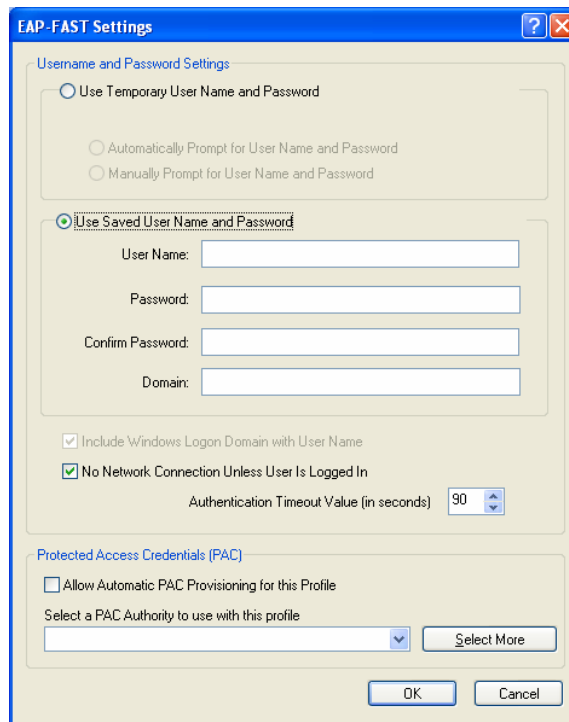 EAP-FAST Settings
Username and Password Settings
Use Temporary User Name and Password
Automatically Prompt for User Name and Password
Manually Prompt for User Name and Password
Use Saved User Name and Password
User Name:
Password:
Confirm Password:
Domain:
Include Windows Logon Domain with User Name
No Network Connection Unless User Is Logged In
Authentication Timeout Value (in seconds) 90
Protected Access Credentials (PAC)
Allow Automatic PAC Provisioning for this Profile
Select a PAC Authority to use with this profile
Select More
OK Cancel